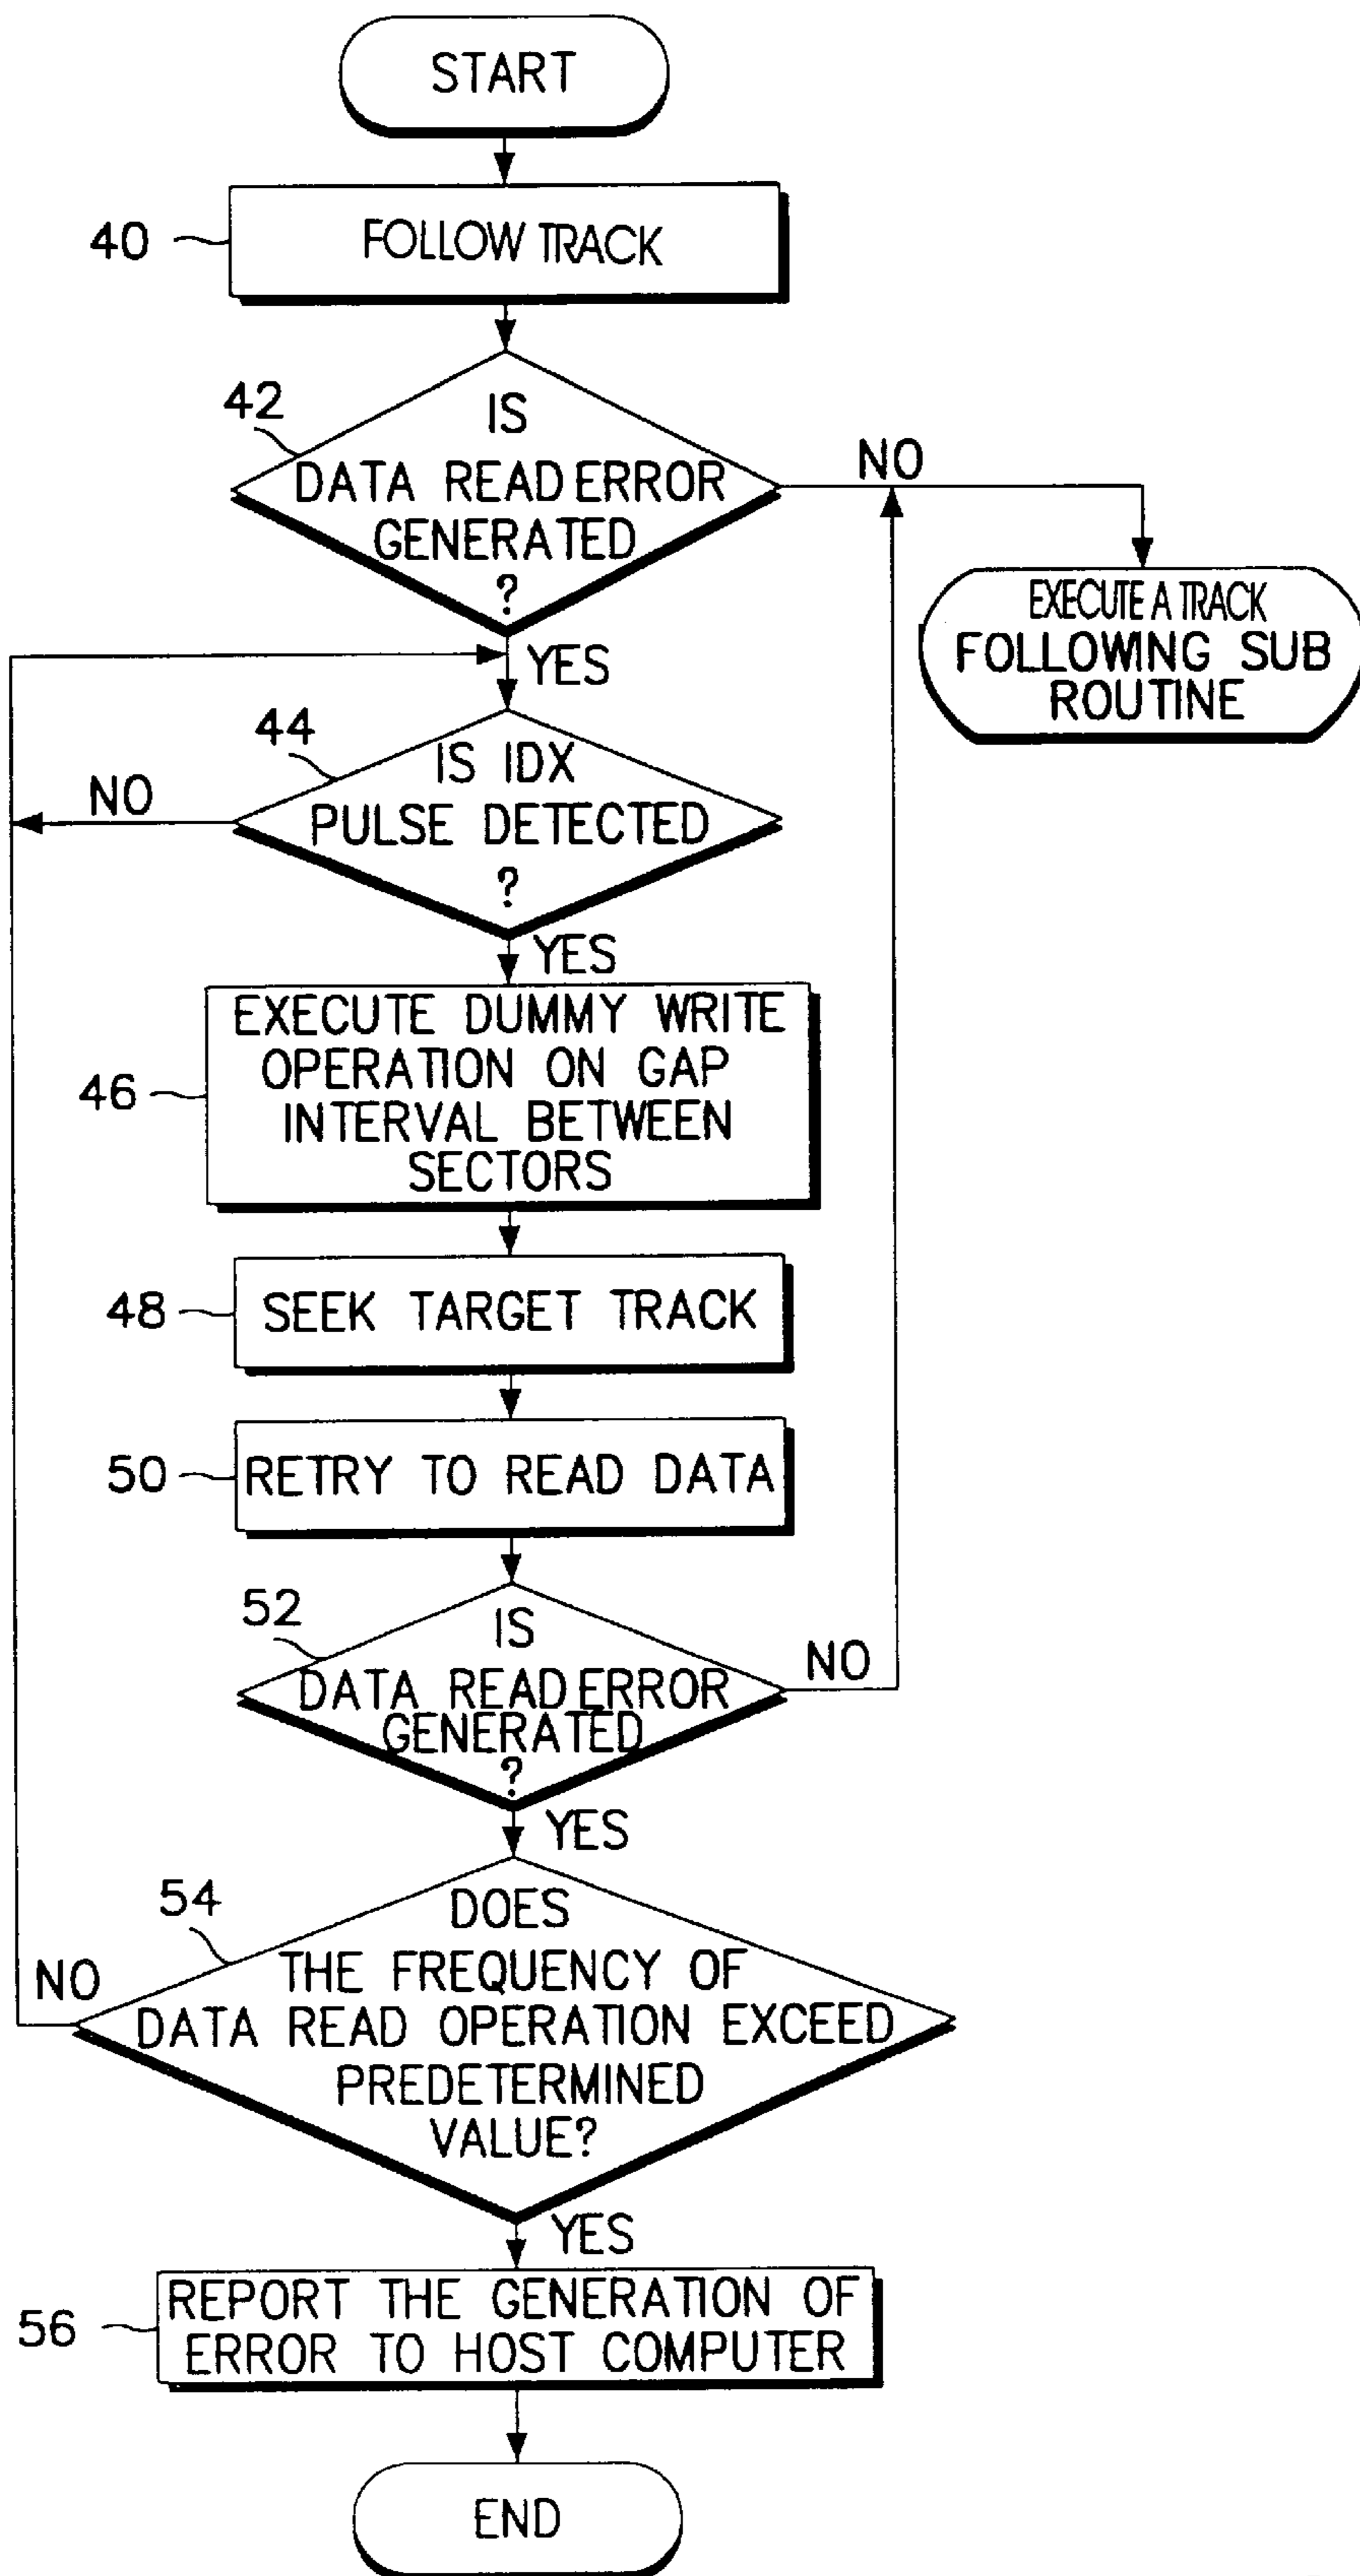 START
40
FOLLOW TRACK
42
IS
DATA READ ERROR
GENERATED
?
NO
EXECUTE A TRACK
FOLLOWING SUB
ROUTINE
YES
44
IS IDX
PULSE DETECTED
?
NO
YES
46
EXECUTE DUMMY WRITE
OPERATION ON GAP
INTERVAL BETWEEN
SECTORS
48
SEEK TARGET TRACK
50
RETRY TO READ DATA
52
IS
DATA READ ERROR
GENERATED
?
NO
YES
54
DOES
THE FREQUENCY OF
DATA READ OPERATION EXCEED
PREDETERMINED
VALUE?
NO
YES
56
REPORT THE GENERATION OF
ERROR TO HOST COMPUTER
END